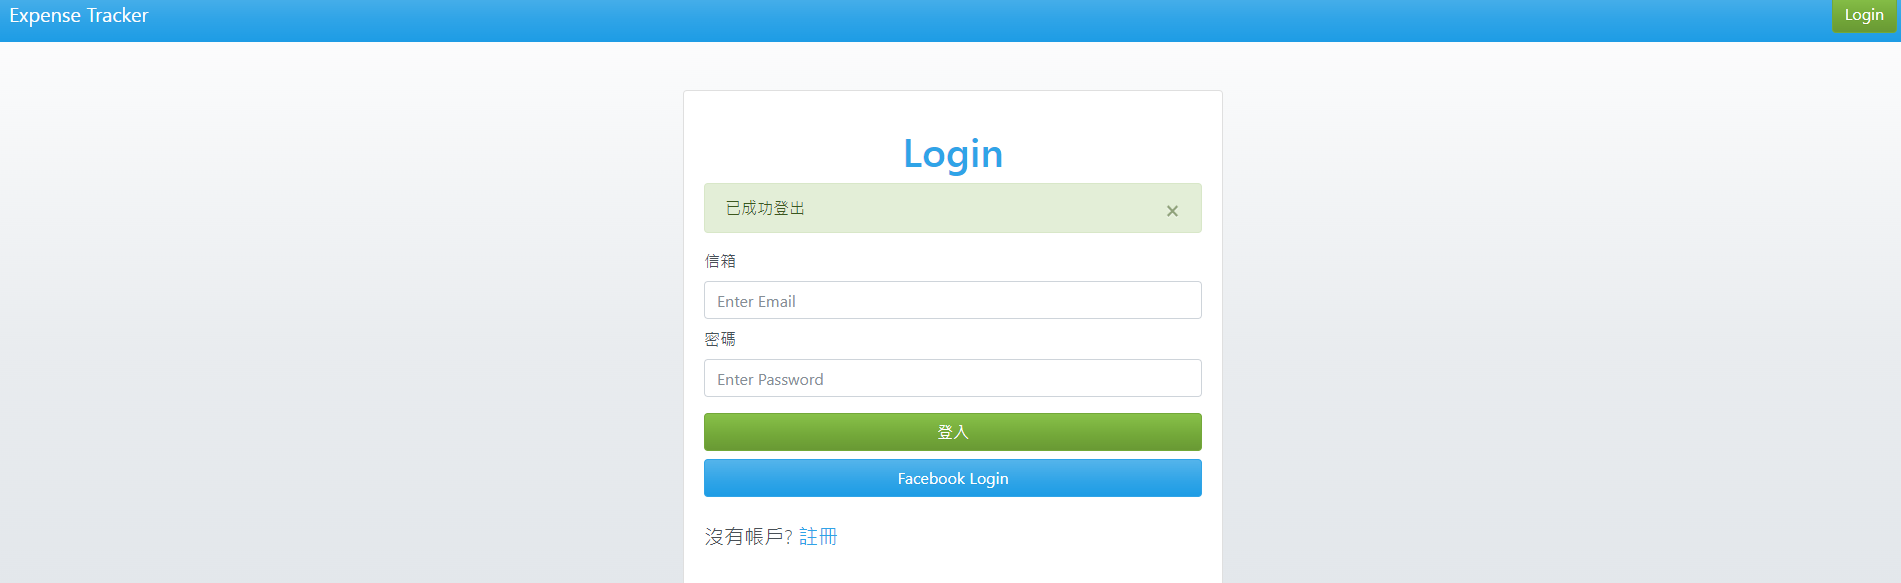 Expense Tracker
Login
Login
已成功登出
×
信箱
Enter Email
密碼
Enter Password
登入
Facebook Login
沒有帳戶? 註冊